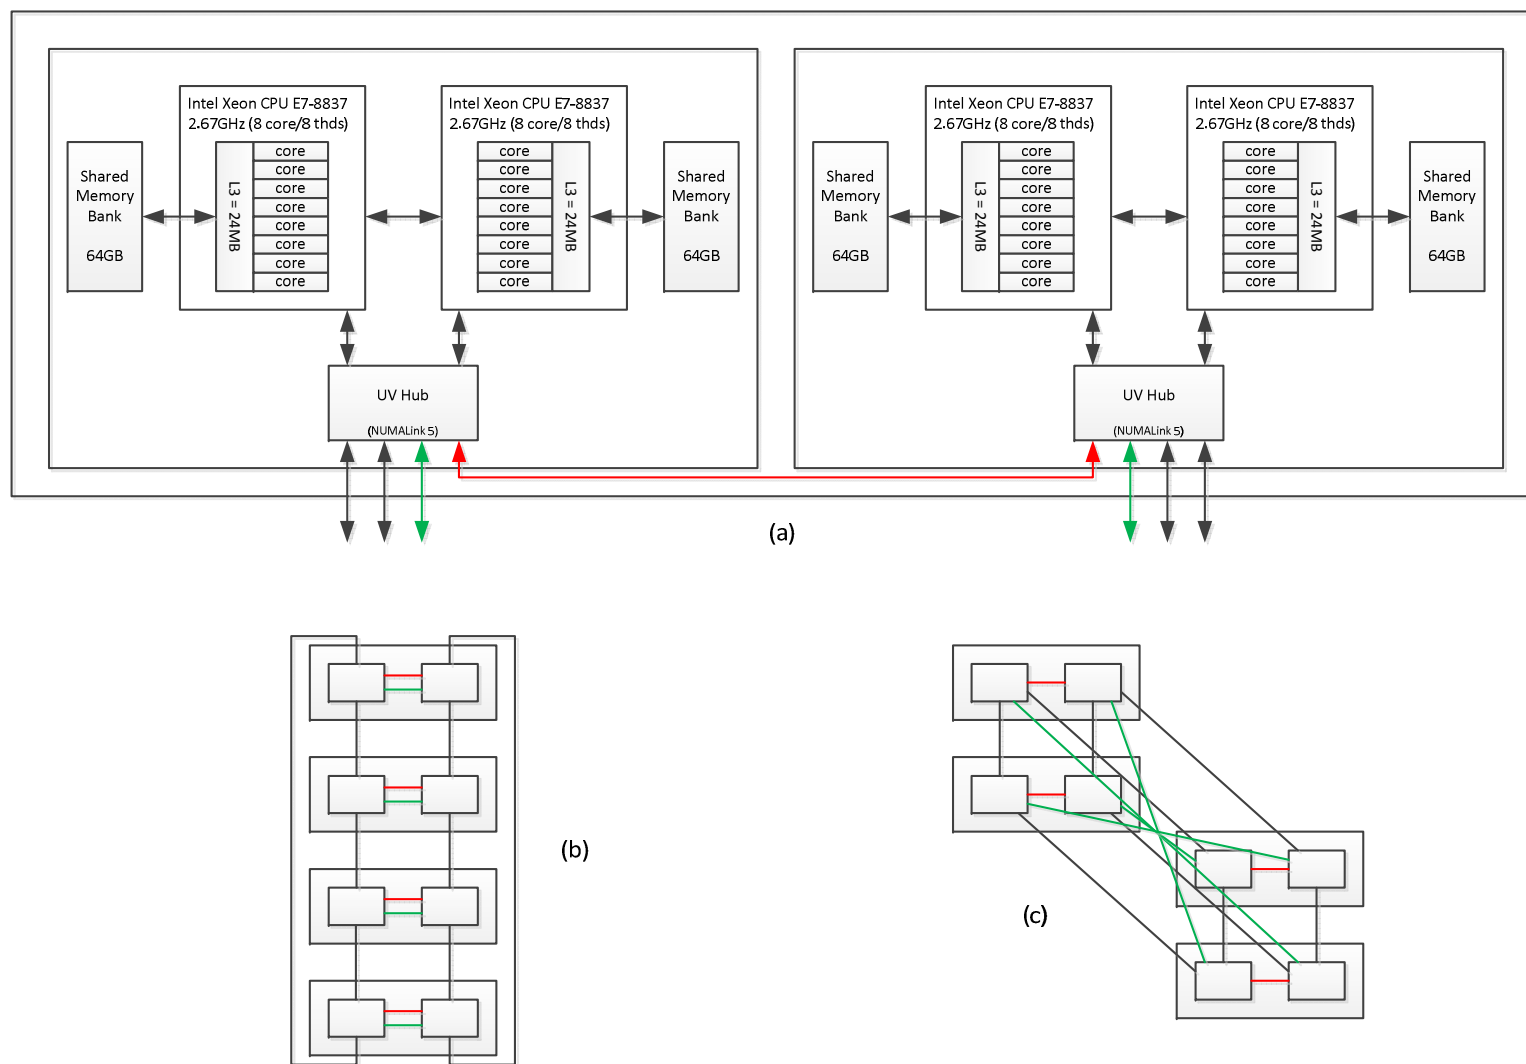 Intel Xeon CPU E7-8837
2.67GHz (8 core/8 thds)
Shared
Memory
Bank
64GB
L3 = 24MB
core
core
core
core
core
core
core
core
Intel Xeon CPU E7-8837
2.67GHz (8 core/8 thds)
core
core
core
core
core
core
core
core
L3 = 24MB
Shared
Memory
Bank
64GB
UV Hub
(NUMALink 5)
Intel Xeon CPU E7-8837
2.67GHz (8 core/8 thds)
Shared
Memory
Bank
64GB
L3 = 24MB
core
core
core
core
core
core
core
core
Intel Xeon CPU E7-8837
2.67GHz (8 core/8 thds)
core
core
core
core
core
core
core
core
L3 = 24MB
Shared
Memory
Bank
64GB
UV Hub
(NUMALink 5)
(a)
(b)
(c)